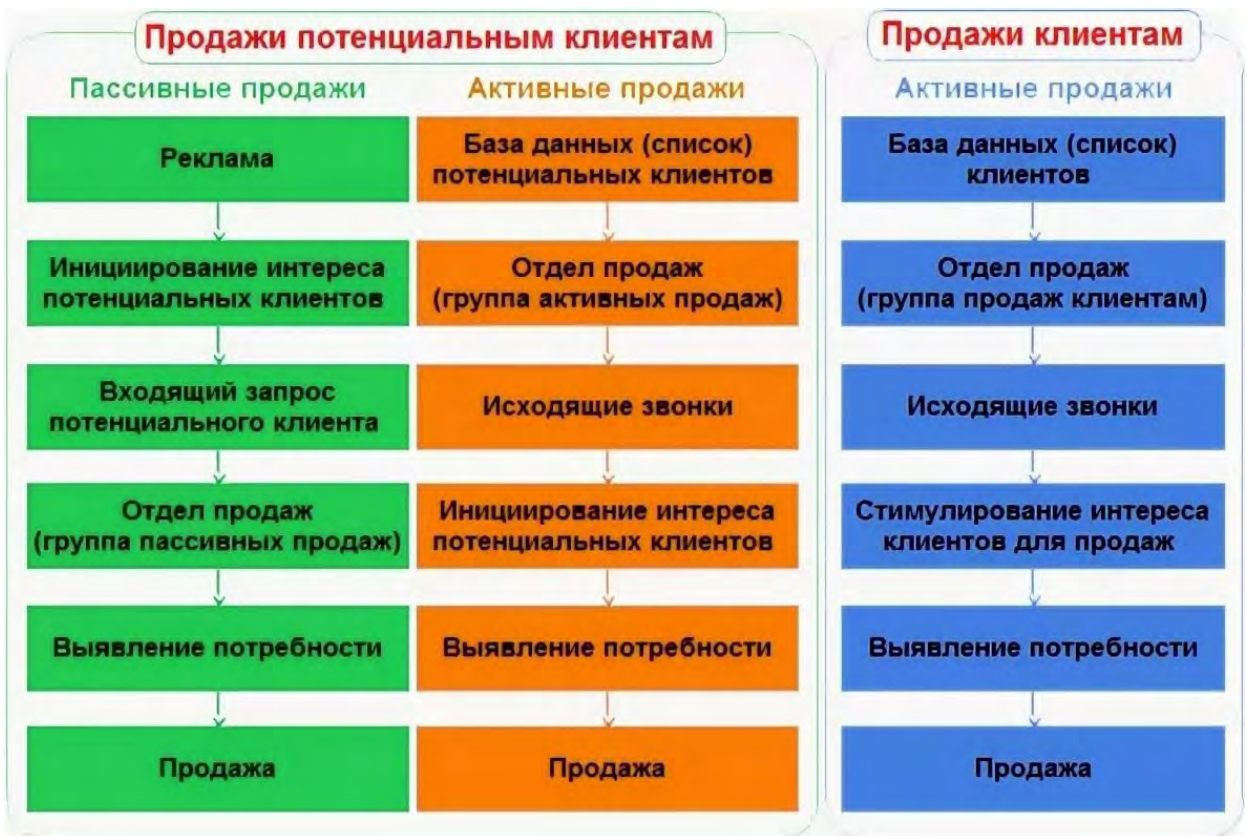 Продажи потенциальным клиентам
Пассивные продажи
Реклама
Инициирование интереса
потенциальных клиентов
Входящий запрос
потенциального клиента
Отдел продаж
(группа пассивных продаж)
Выявление потребности
Продажа
Активные продажи
База данных (список)
потенциальных клиентов
Отдел продаж
(группа активных продаж)
Исходящие звонки
Инициирование интереса
потенциальных клиентов
Выявление потребности
Продажа
Продажи клиентам
Активные продажи
База данных (список)
клиентов
Отдел продаж
(группа продаж клиентам)
Исходящие звонки
Стимулирование интереса
клиентов для продаж
Выявление потребности
Продажа